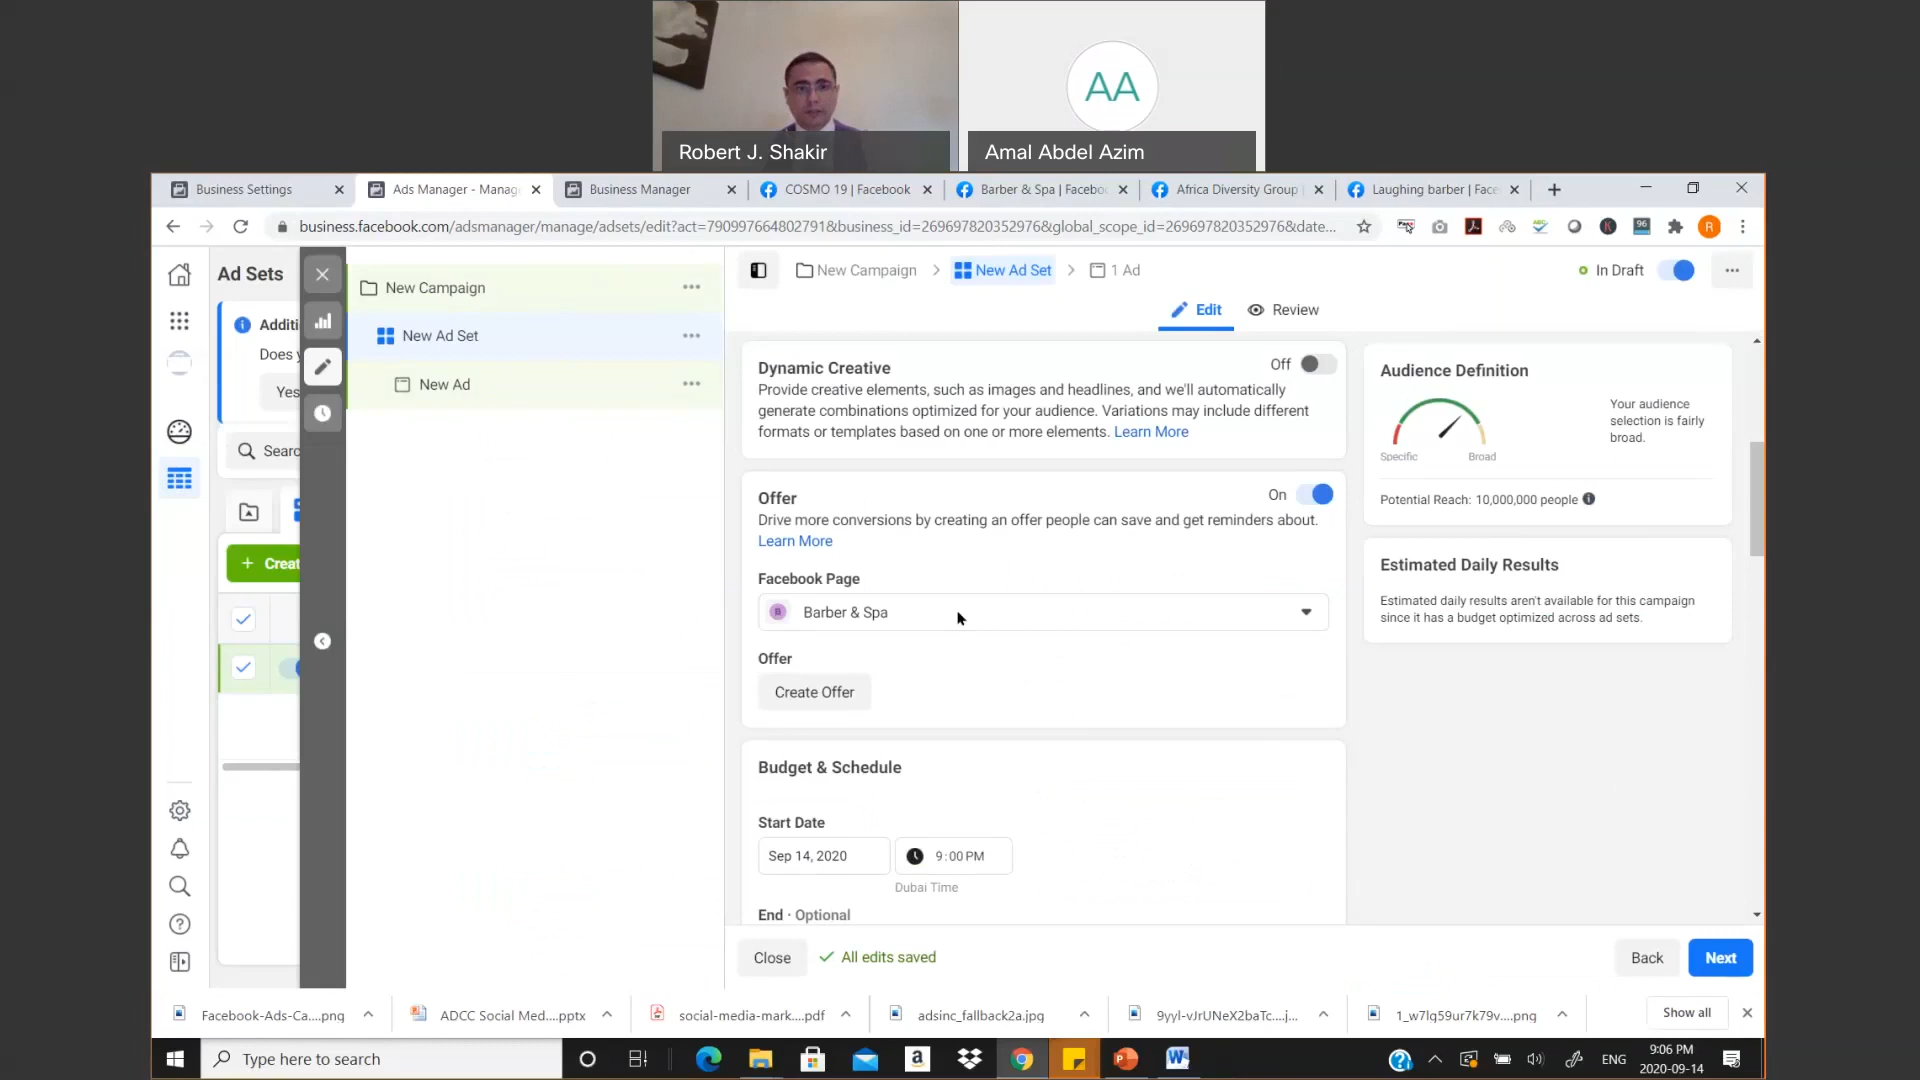 AA
Robert J. Shakir
Amal Abdel Azim
Business Settings
Ads Manager - Manag
Business Manager
COSMO 19 | Facebook
Barber & Spa | Facebo
Africa Diversity Group
Laughing barber | Face
business.facebook.com/adsmanager/manage/adsets/edit?act=790997664802791&business_id=2696978203529776&global_scope_id=2696978203529776&date...
96
R
Ad Sets
Additi
Does y
Yes
Searc
+ Creat
New Campaign
New Ad Set
New Ad
New Campaign > New Ad Set > 1 Ad
In Draft
Edit
Review
Dynamic Creative
Off
Provide creative elements, such as images and headlines, and we'll automatically
generate combinations optimized for your audience. Variations may include different
formats or templates based on one or more elements. Learn More
Offer
On
Drive more conversions by creating an offer people can save and get reminders about.
Learn More
Facebook Page
B
Barber & Spa
Offer
Create Offer
Budget & Schedule
Start Date
Sep 14, 2020
9:00 PM
Dubai Time
End · Optional
Audience Definition
Your audience
selection is fairly
broad.
Specific
Broad
Potential Reach: 10,000,000 people
Estimated Daily Results
Estimated daily results aren't available for this campaign
since it has a budget optimized across ad sets.
Close
All edits saved
Back
Next
Facebook-Ads-Ca....png
ADCC Social Med....pptx
social-media-mark....pdf
adsinc_fallback2a.jpg
9yyl-vJrUNeX2baTc....j...
1_w7lg59ur7k79v....png
Show all
Type here to search
ENG
9:06 PM
2020-09-14